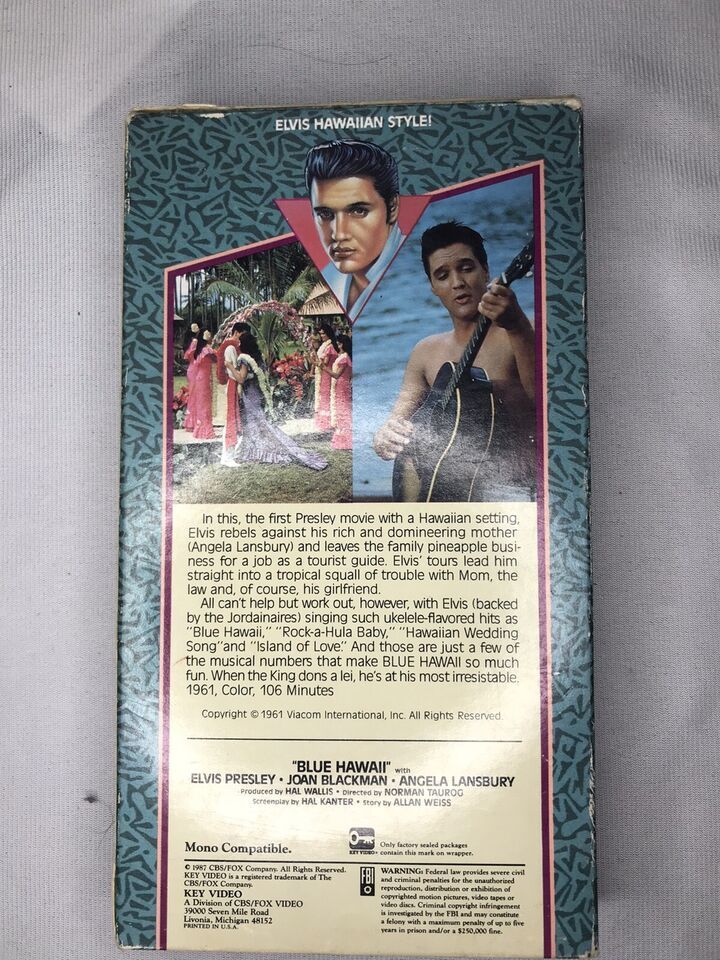 ELVIS HAWAIIAN STYLE!
In this, the first Presley movie with a Hawaiian setting,
Elvis rebels against his rich and domineering mother
(Angela Lansbury) and leaves the family pineapple busi-
ness for a job as a tourist guide. Elvis' tours lead him
straight into a tropical squall of trouble with Mom, the
law and, of course, his girlfriend.
All can't help but work out, however, with Elvis (backed
by the Jordainaires) singing such ukelele-flavored hits as
"Blue Hawaii," "Rock-a-Hula Baby," "Hawaiian Wedding
Song"and "Island of Love." And those are just a few of
the musical numbers that make BLUE HAWAII so much
fun. When the King dons a lei, he's at his most irresistable.
1961, Color, 106 Minutes
Copyright © 1961 Viacom International, Inc. All Rights Reserved.
"BLUE HAWAII" with
ELVIS PRESLEY • JOAN BLACKMAN • ANGELA LANSBURY
Produced by HAL WALLIS • Directed by NORMAN TAUROG
Screenplay by HAL KANTER • Story by ALLAN WEISS
Mono Compatible.
KEY VIDEO
Only factory sealed packages
contain this mark on wrapper.
© 1987 CBS/FOX Company. All Rights Reserved.
KEY VIDEO is a registered trademark of The
CBS/FOX Company.
KEY VIDEO
A Division of CBS/FOX VIDEO
39000 Seven Mile Road
Livonia, Michigan 48152
PRINTED IN U.S.A.
FBI
WARNING: Federal law provides severe civil
and criminal penalties for the unauthorized
reproduction, distribution or exhibition of
copyrighted motion pictures, video tapes or
video discs. Criminal copyright infringement
is investigated by the FBI and may constitute
a felony with a maximum penalty of up to five
years in prison and/or a $250,000 fine.